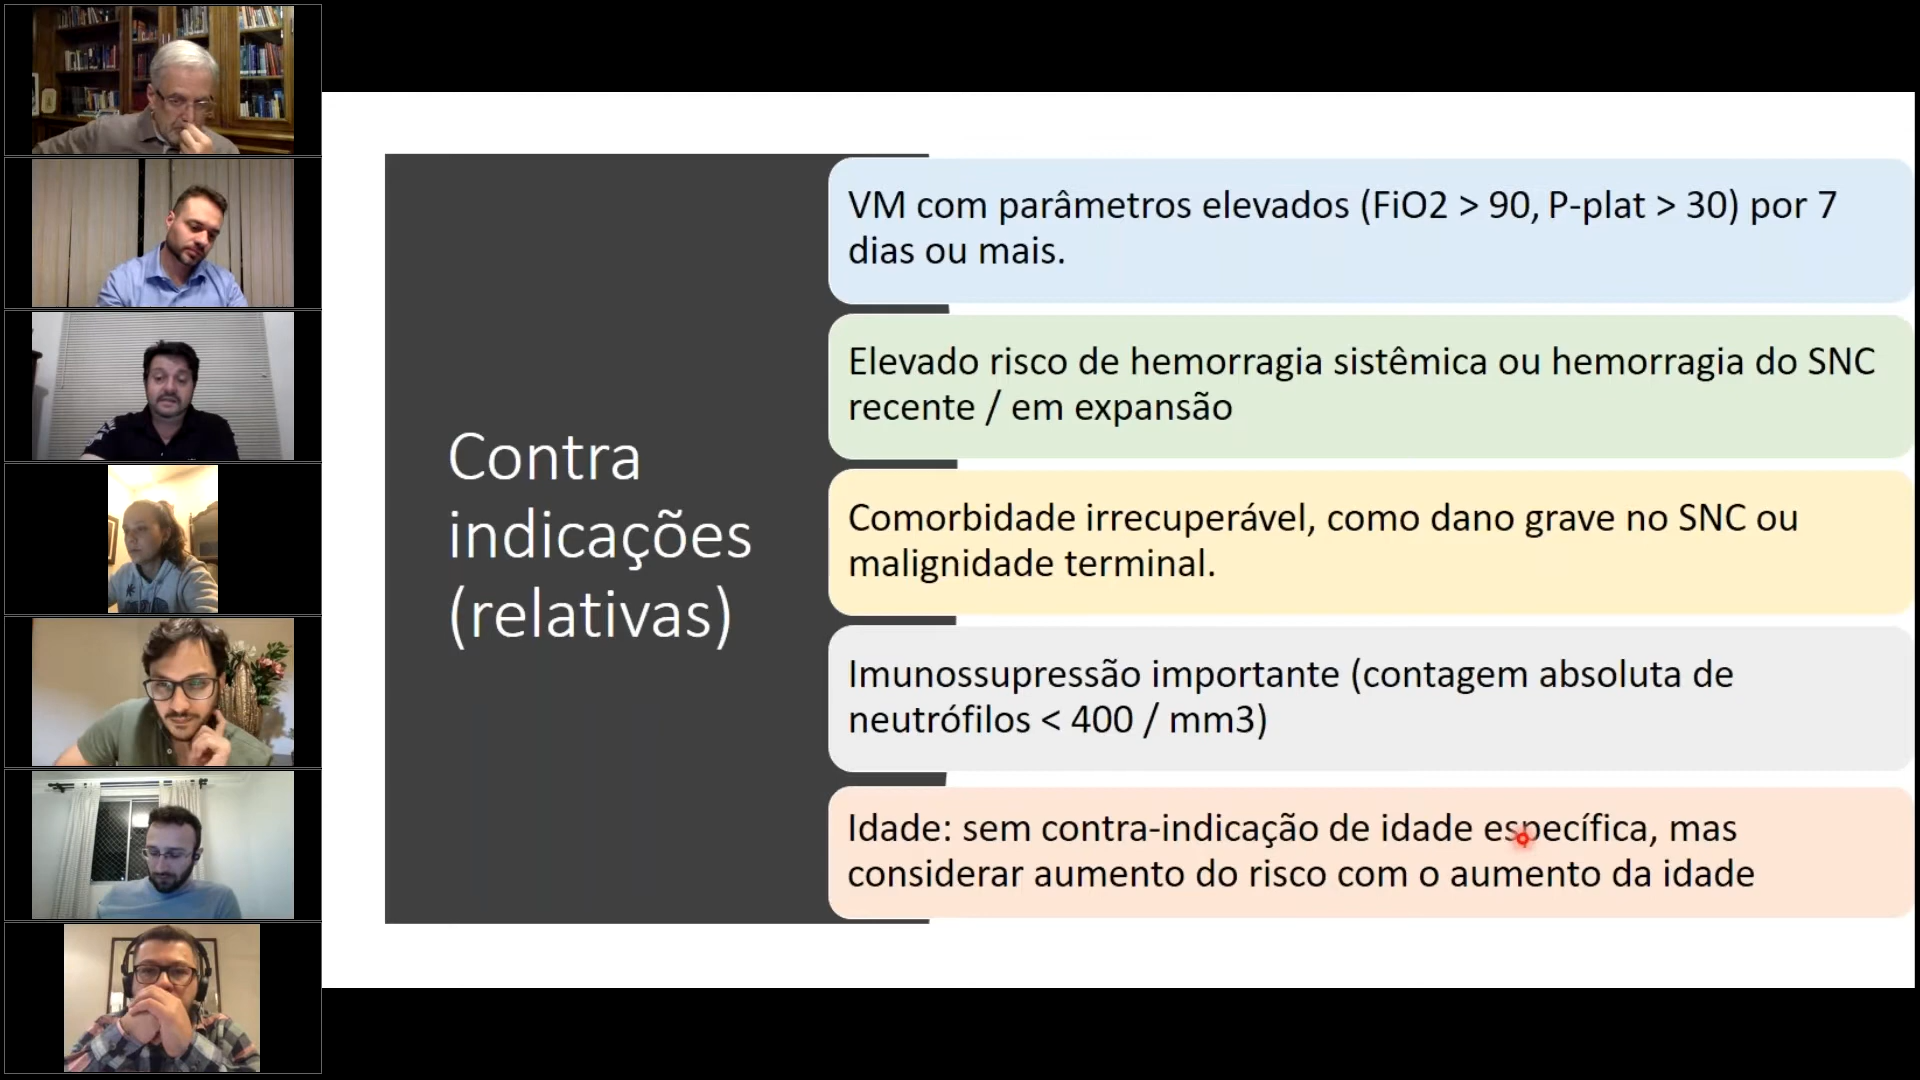 Contra
indicações
(relativas)
VM com parâmetros elevados (FiO2 > 90, P-plat > 30) por 7
dias ou mais.
Elevado risco de hemorragia sistêmica ou hemorragia do SNC
recente / em expansão
Comorbidade irrecuperável, como dano grave no SNC ou
malignidade terminal.
Imunossupressão importante (contagem absoluta de
neutrófilos < 400 / mm3)
Idade: sem contra-indicação de idade específica, mas
considerar aumento do risco com o aumento da idade